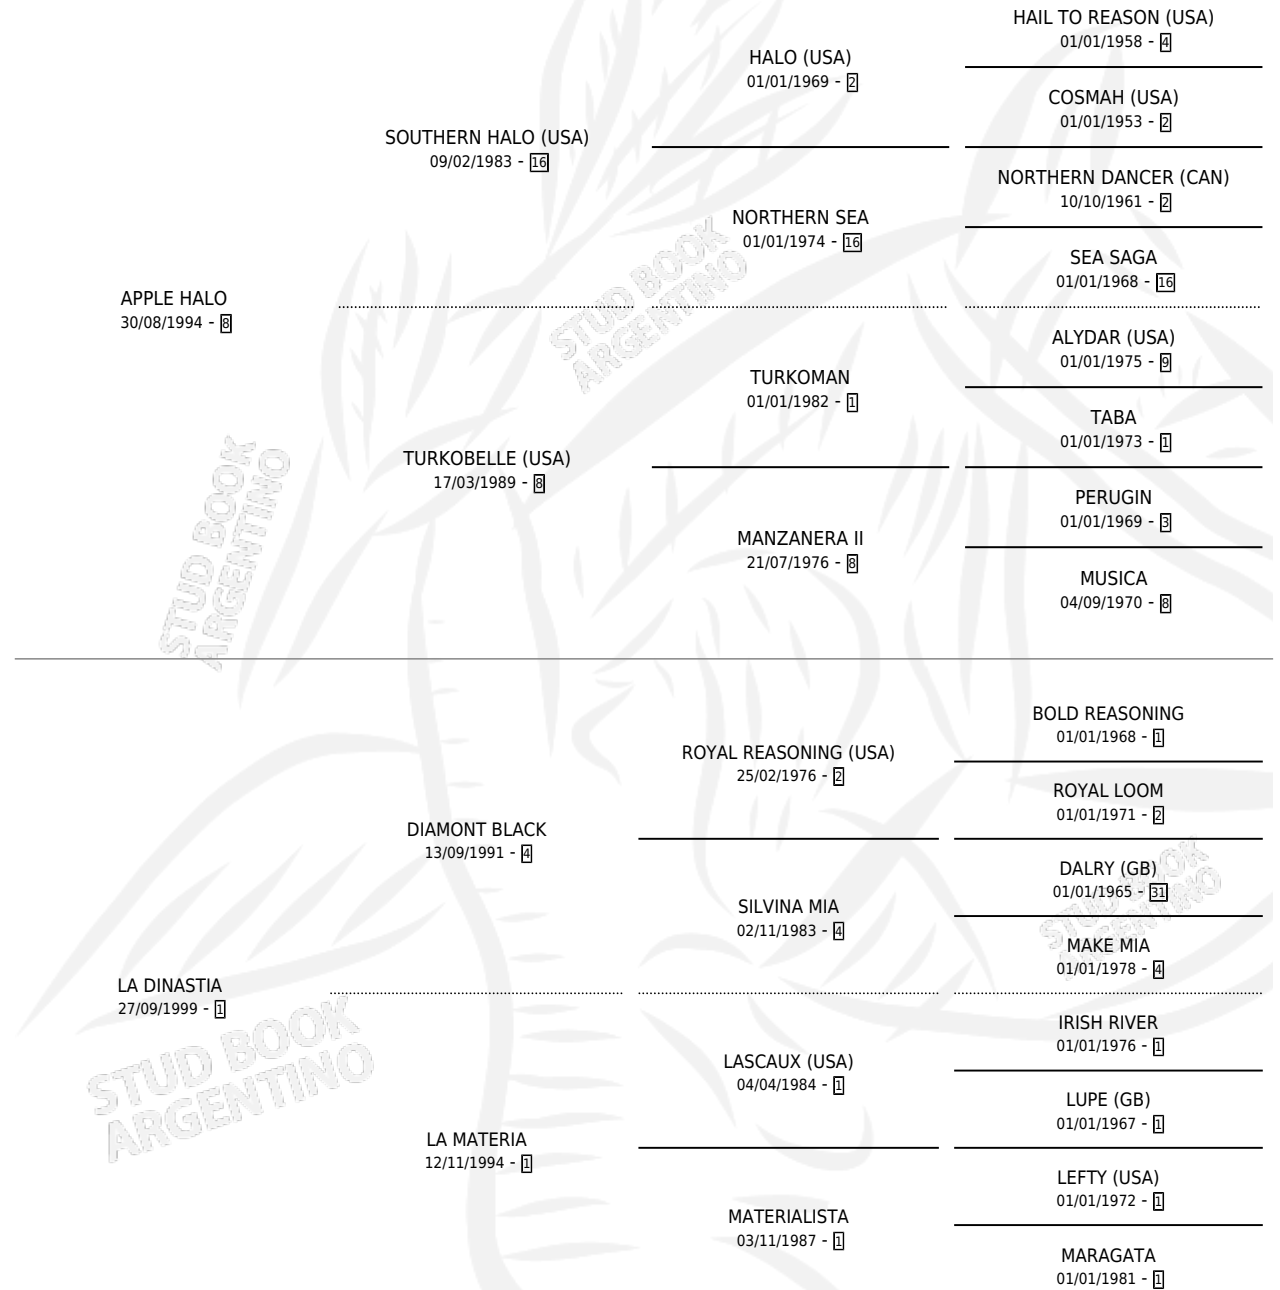 HAIL TO REASON (USA)
01/01/1958 - 4
HALO (USA)
01/01/1969 - 2
COSMAH (USA)
01/01/1953 - 2
SOUTHERN HALO (USA)
09/02/1983 - 16
NORTHERN DANCER (CAN)
10/10/1961 - 2
NORTHERN SEA
01/01/1974 - 16
SEA SAGA
01/01/1968 - 16
APPLE HALO
30/08/1994 - 8
ALYDAR (USA)
01/01/1975 - 9
TURKOMAN
01/01/1982 - 1
TABA
01/01/1973 - 1
TURKOBELLE (USA)
17/03/1989 - 8
PERUGIN
01/01/1969 - 3
MANZANERA II
21/07/1976 - 8
MUSICA
04/09/1970 - 8
BOLD REASONING
01/01/1968 - 1
ROYAL REASONING (USA)
25/02/1976 - 2
ROYAL LOOM
01/01/1971 - 2
DIAMONT BLACK
13/09/1991 - 4
DALRY (GB)
01/01/1965 - 31
SILVINA MIA
02/11/1983 - 4
MAKE MIA
01/01/1978 - 4
LA DINASTIA
27/09/1999 - 1
IRISH RIVER
01/01/1976 - 1
LASCAUX (USA)
04/04/1984 - 1
LUPE (GB)
01/01/1967 - 1
LA MATERIA
12/11/1994 - 1
LEFTY (USA)
01/01/1972 - 1
MATERIALISTA
03/11/1987 - 1
MARAGATA
01/01/1981 - 1
STUD BOOK
ARGENTINO
STUD BOOK
ARGENTINO
STUD BOOK
ARGENTINO
STUD BOOK
ARGENTINO